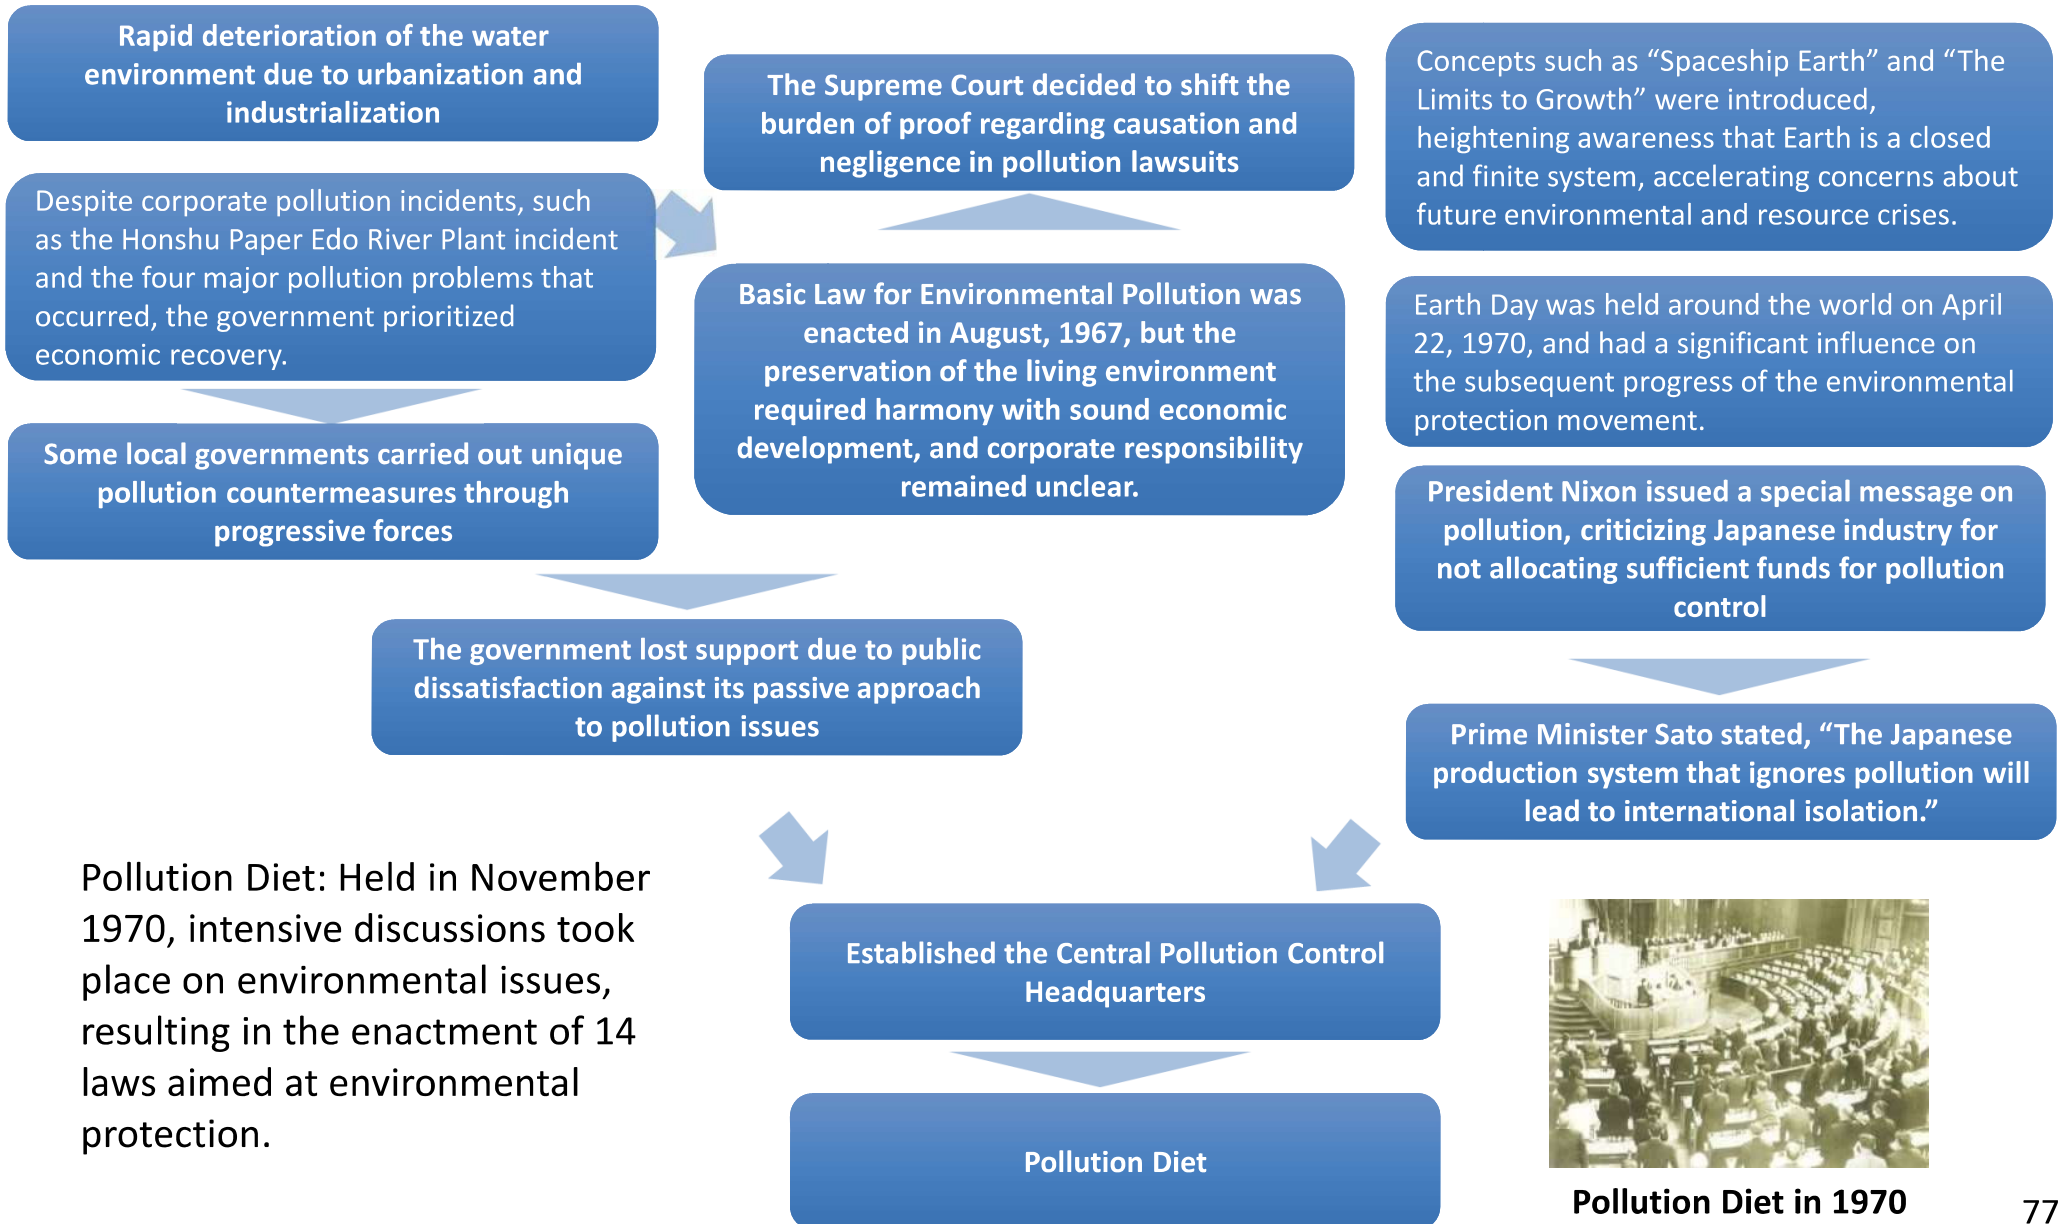 Rapid deterioration of the water
environment due to urbanization and
industrialization
Despite corporate pollution incidents, such
as the Honshu Paper Edo River Plant incident
and the four major pollution problems that
occurred, the government prioritized
economic recovery.
Some local governments carried out unique
pollution countermeasures through
progressive forces
The Supreme Court decided to shift the
burden of proof regarding causation and
negligence in pollution lawsuits
Basic Law for Environmental Pollution was
enacted in August, 1967, but the
preservation of the living environment
required harmony with sound economic
development, and corporate responsibility
remained unclear.
The government lost support due to public
dissatisfaction against its passive approach
to pollution issues
Concepts such as “Spaceship Earth” and “The
Limits to Growth” were introduced,
heightening awareness that Earth is a closed
and finite system, accelerating concerns about
future environmental and resource crises.
Earth Day was held around the world on April
22, 1970, and had a significant influence on
the subsequent progress of the environmental
protection movement.
President Nixon issued a special message on
pollution, criticizing Japanese industry for
not allocating sufficient funds for pollution
control
Prime Minister Sato stated, “The Japanese
production system that ignores pollution will
lead to international isolation.”
Established the Central Pollution Control
Headquarters
Pollution Diet
Pollution Diet: Held in November
1970, intensive discussions took
place on environmental issues,
resulting in the enactment of 14
laws aimed at environmental
protection.
Pollution Diet in 1970
77